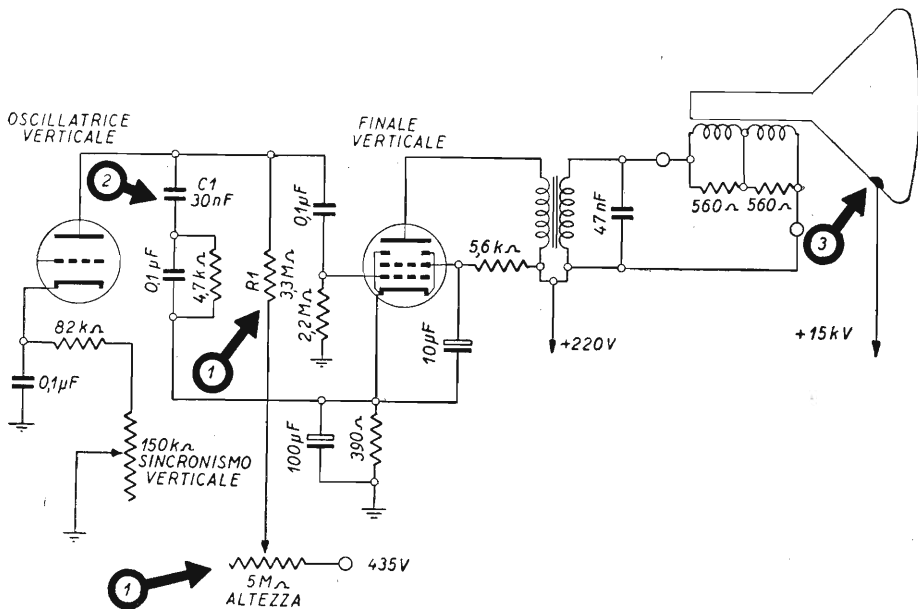 OSCILLATRICE
VERTICALE
FINALE
VERTICALE
2
C1
30nF
0,1µF
4,7kΩ
R1
3,3MΩ
0,1µF
2,2MΩ
5,6kΩ
10µF
47nF
560Ω
560Ω
3
+15kV
+220V
82kΩ
0,1µF
1
150kΩ
SINCRONISMO
VERTICALE
100µF
390Ω
1
5MΩ
ALTEZZA
435V